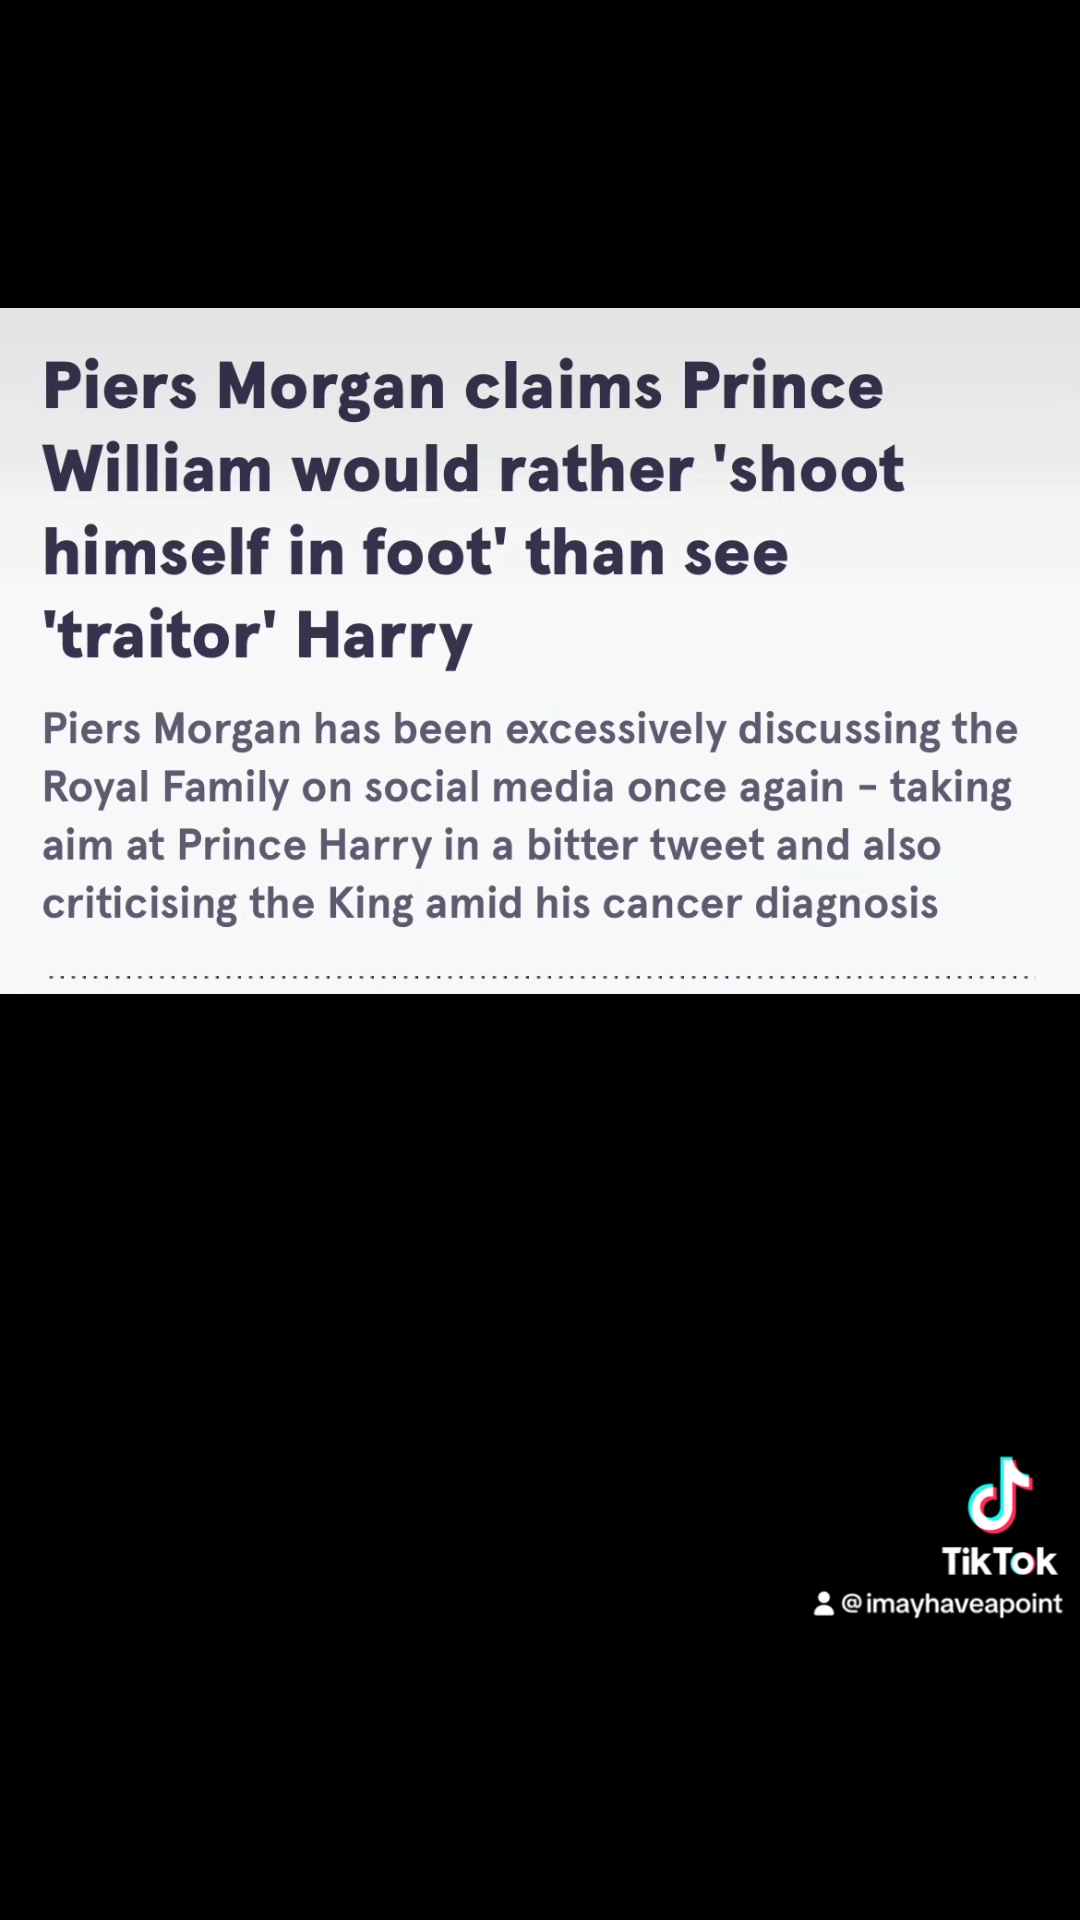 Piers Morgan claims Prince
William would rather 'shoot
himself in foot' than see
'traitor' Harry
Piers Morgan has been excessively discussing the
Royal Family on social media once again – taking
aim at Prince Harry in a bitter tweet and also
criticising the King amid his cancer diagnosis
TikTok
@imayhaveapoint